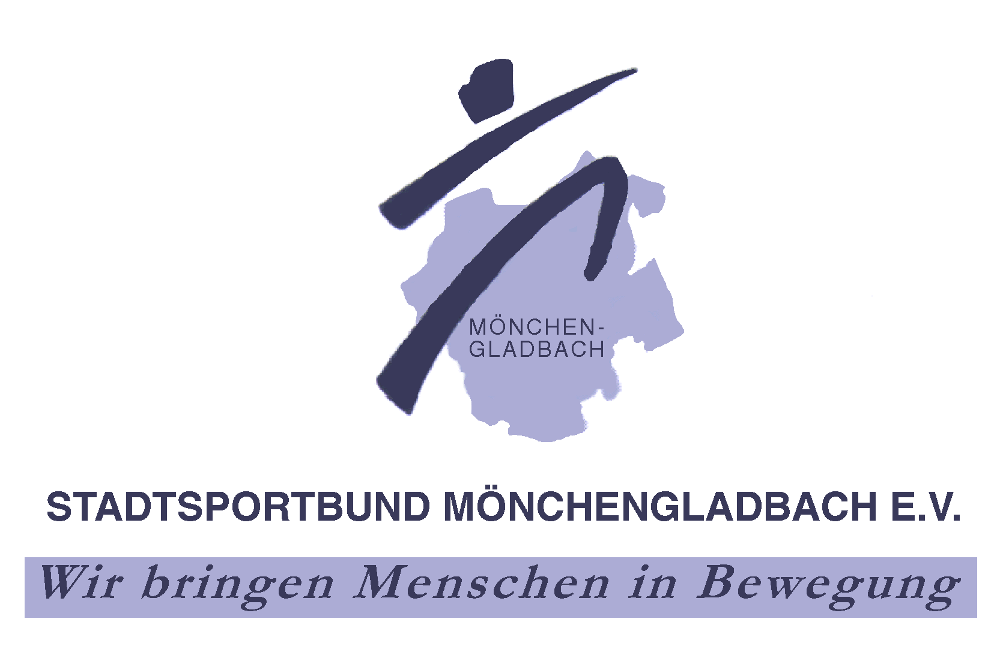 MÖNCHEN-
GLADBACH
STADTSPORTBUND MÖNCHENGLADBACH E.V.
Wir bringen Menschen in Bewegung